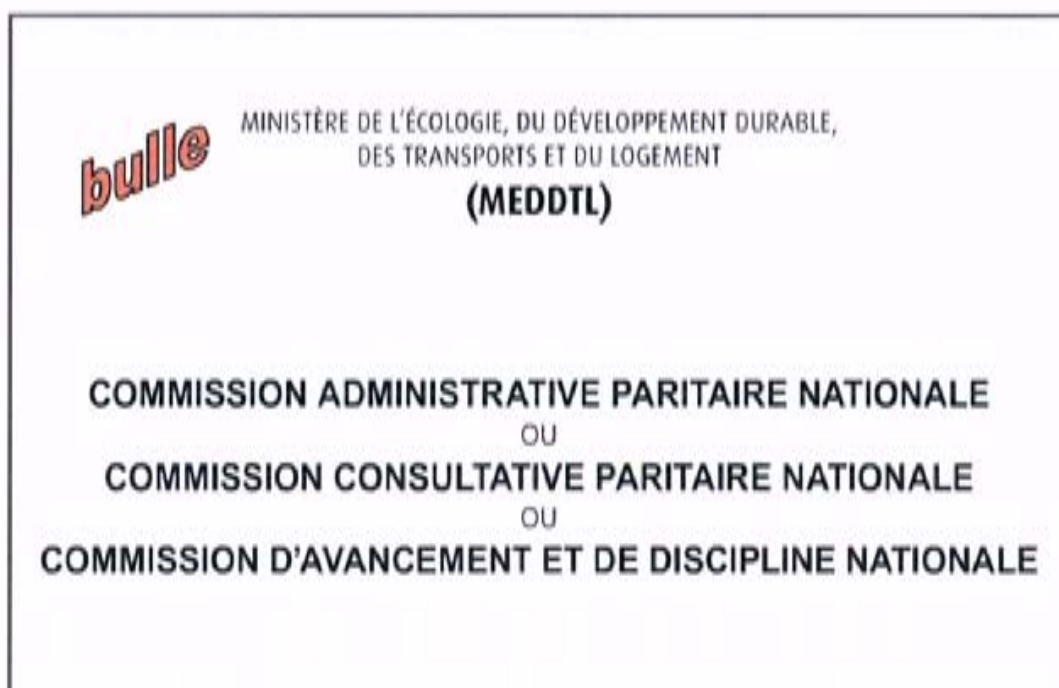 bulle
MINISTÈRE DE L'ÉCOLOGIE, DU DÉVELOPPEMENT DURABLE,
DES TRANSPORTS ET DU LOGEMENT
(MEDDTL)
COMMISSION ADMINISTRATIVE PARITAIRE NATIONALE
OU
COMMISSION CONSULTATIVE PARITAIRE NATIONALE
OU
COMMISSION D'AVANCEMENT ET DE DISCIPLINE NATIONALE